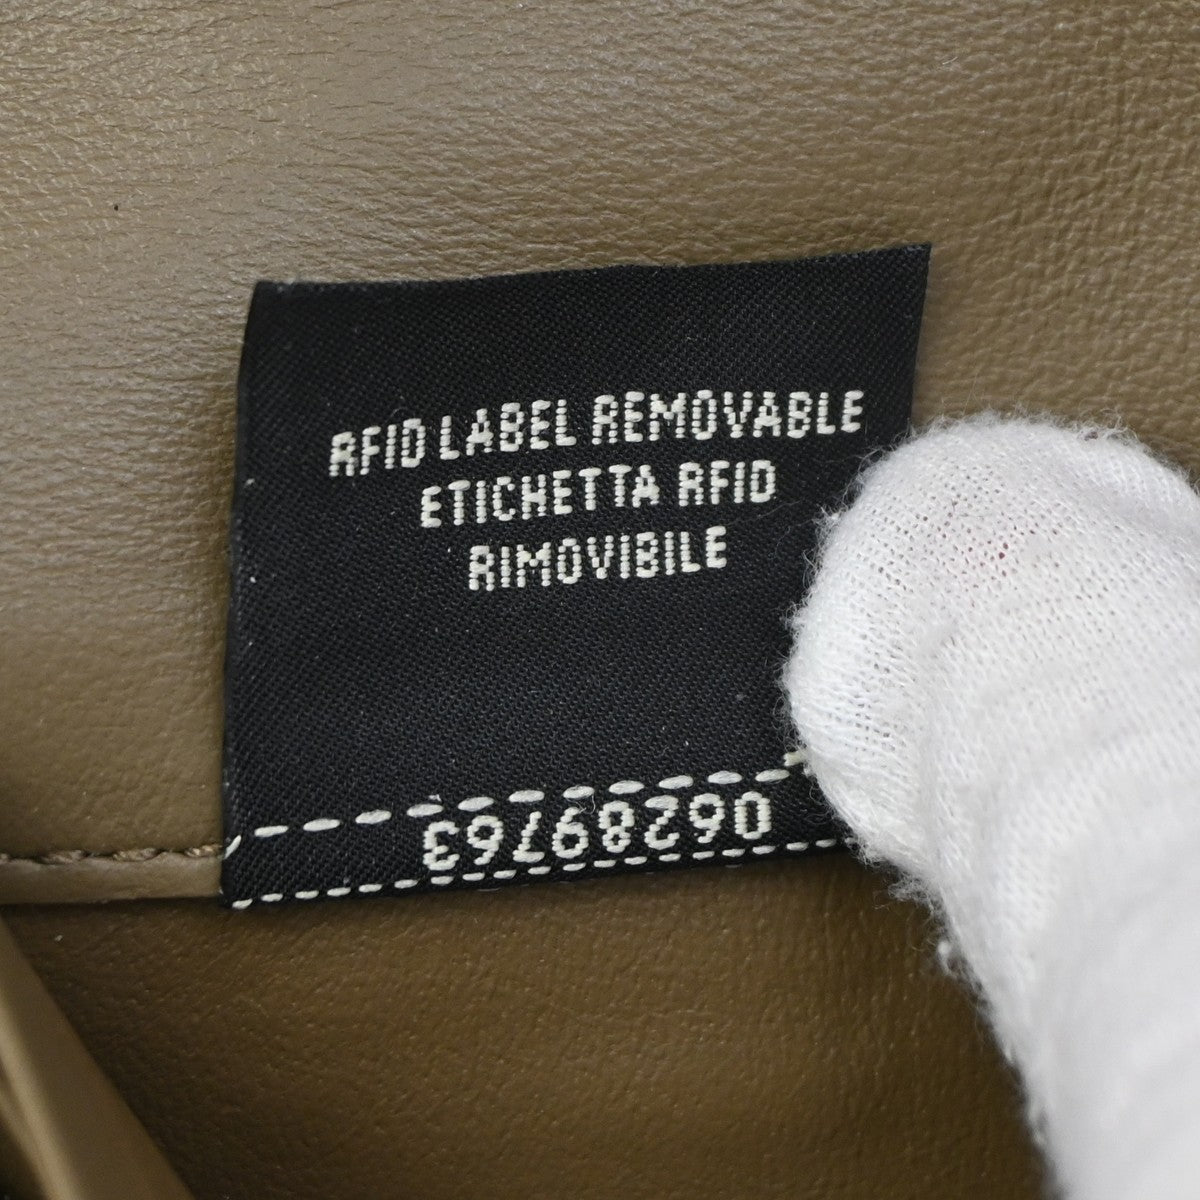 RFID LABEL REMOVABLE
ETICHETTA RFID
RIMOVIBILE
06289763